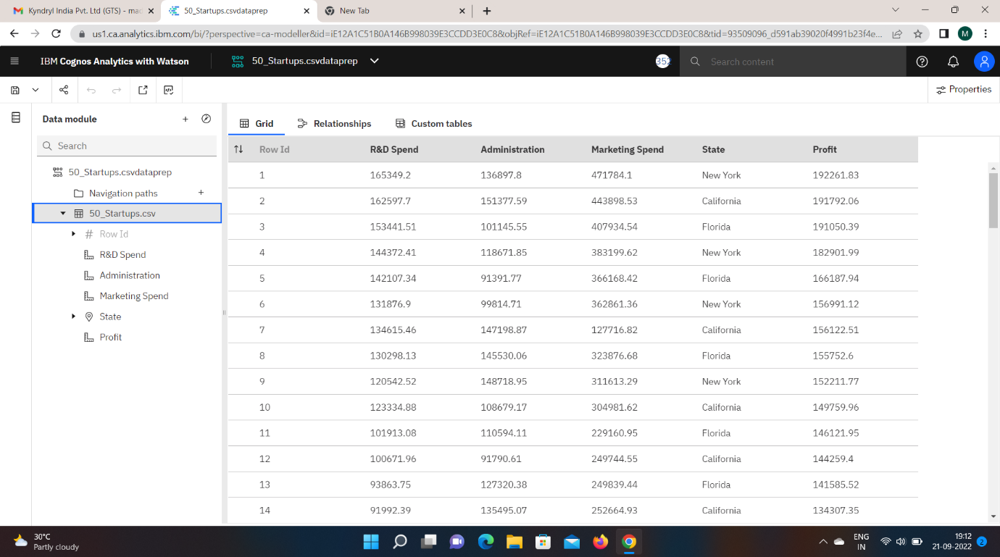 Kyndryl India Pvt. Ltd (GTS) - mac
50_Startups.csvdataprep
New Tab
us1.ca.analytics.ibm.com/bi/?perspective=ca-modeller&id=iE12A1C51B0A146B998039E3CCDD3E0C8&objRef=iE12A1C51B0A146B998039E3CCDD3E0C8&tid=93509096_d591ab39020f4991b23f4e...
M
IBM Cognos Analytics with Watson
50_Startups.csvdataprep
352
Search content
Properties
Data module
Search
50_Startups.csvdataprep
Navigation paths
50_Startups.csv
Row Id
R&D Spend
Administration
Marketing Spend
State
Profit
Grid Relationships Custom tables
Row Id R&D Spend Administration Marketing Spend State Profit
1 165349.2 136897.8 471784.1 New York 192261.83
2 162597.7 151377.59 443898.53 California 191792.06
3 153441.51 101145.55 407934.54 Florida 191050.39
4 144372.41 118671.85 383199.62 New York 182901.99
5 142107.34 91391.77 366168.42 Florida 166187.94
6 131876.9 99814.71 362861.36 New York 156991.12
7 134615.46 147198.87 127716.82 California 156122.51
8 130298.13 145530.06 323876.68 Florida 155752.6
9 120542.52 148718.95 311613.29 New York 152211.77
10 123334.88 108679.17 304981.62 California 149759.96
11 101913.08 110594.11 229160.95 Florida 146121.95
12 100671.96 91790.61 249744.55 California 144259.4
13 93863.75 127320.38 249839.44 Florida 141585.52
14 91992.39 135495.07 252664.93 California 134307.35
30°C
Partly cloudy
ENG
IN
19:12
21-09-2022
2